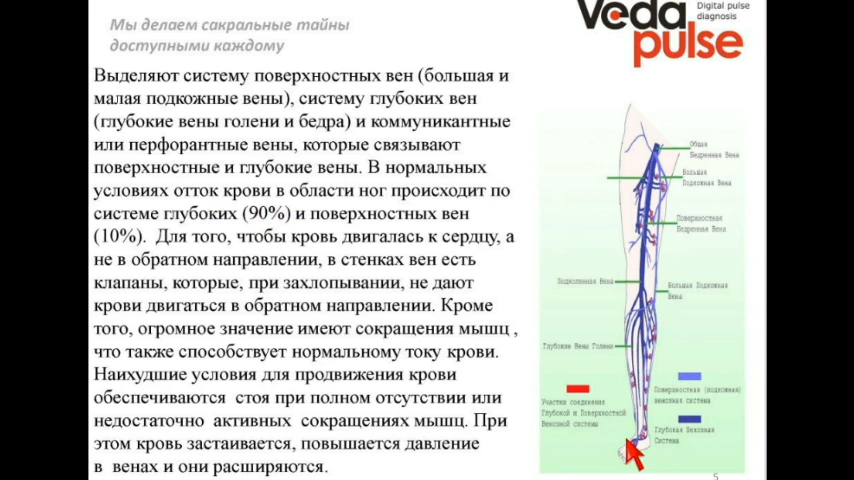 Мы делаем сакральные тайны
доступными каждому
Veda
pulse
Digital pulse
diagnosis
Выделяют систему поверхностных вен (большая и
малая подкожные вены), систему глубоких вен
(глубокие вены голени и бедра) и коммуникантные
или перфорантные вены, которые связывают
поверхностные и глубокие вены. В нормальных
условиях отток крови в области ног происходит по
системе глубоких (90%) и поверхностных вен
(10%). Для того, чтобы кровь двигалась к сердцу, а
не в обратном направлении, в стенках вен есть
клапаны, которые, при захлопывании, не дают
крови двигаться в обратном направлении. Кроме
того, огромное значение имеют сокращения мышц ,
что также способствует нормальному току крови.
Наихудшие условия для продвижения крови
обеспечиваются стоя при полном отсутствии или
недостаточно активных сокращениях мышц. При
этом кровь застаивается, повышается давление
в венах и они расширяются.
Общая
Бедренная Вена
Большая
Подкожная Вена
Поверхностная
Бедренная Вена
Подколенная Вена
Большая Подкожная
Вена
Глубокие Вены Голени
Участки соединения
Глубокой и Поверхностной
Венозной системы
Поверхностная (подкожная)
венозная система
Глубокая Венозная
Система
5